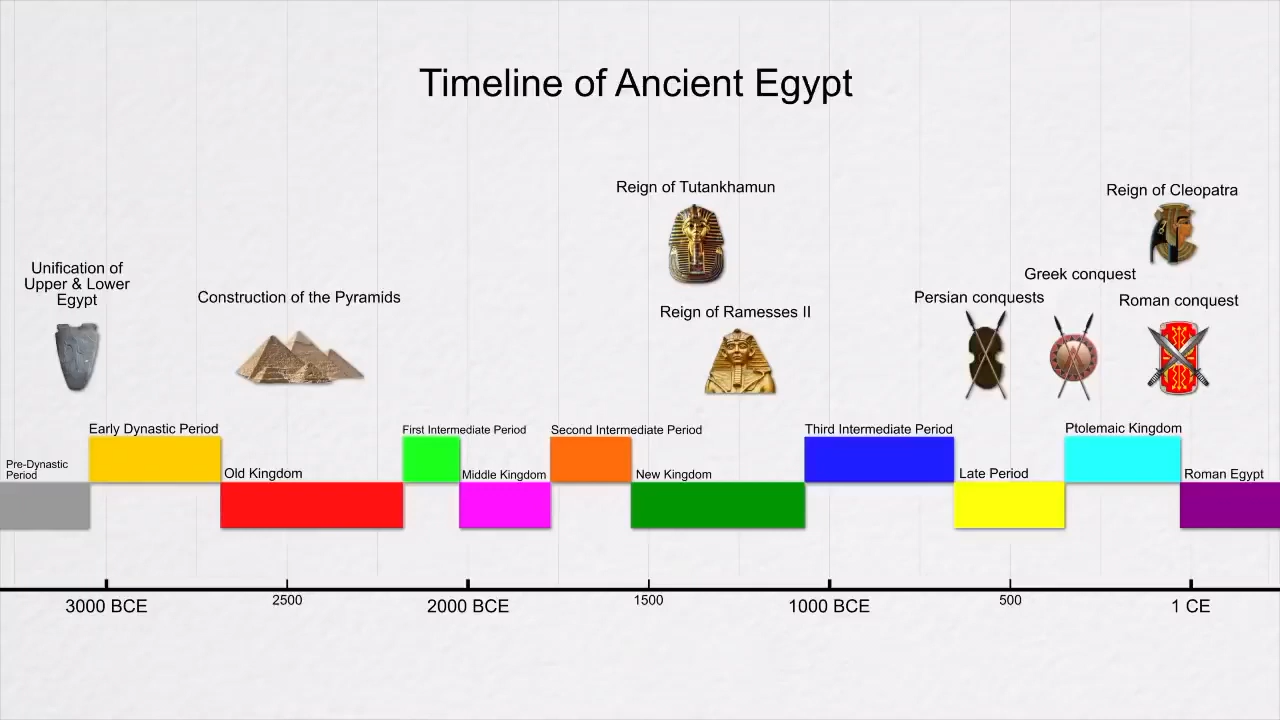 Timeline of Ancient Egypt
Reign of Tutankhamun
Reign of Cleopatra
Unification of
Upper & Lower
Egypt
Construction of the Pyramids
Reign of Ramesses II
Persian conquests
Greek conquest
Roman conquest
Pre-Dynastic
Period
Early Dynastic Period
Old Kingdom
First Intermediate Period
Middle Kingdom
Second Intermediate Period
New Kingdom
Third Intermediate Period
Late Period
Ptolemaic Kingdom
Roman Egypt
3000 BCE
2500
2000 BCE
1500
1000 BCE
500
1 CE